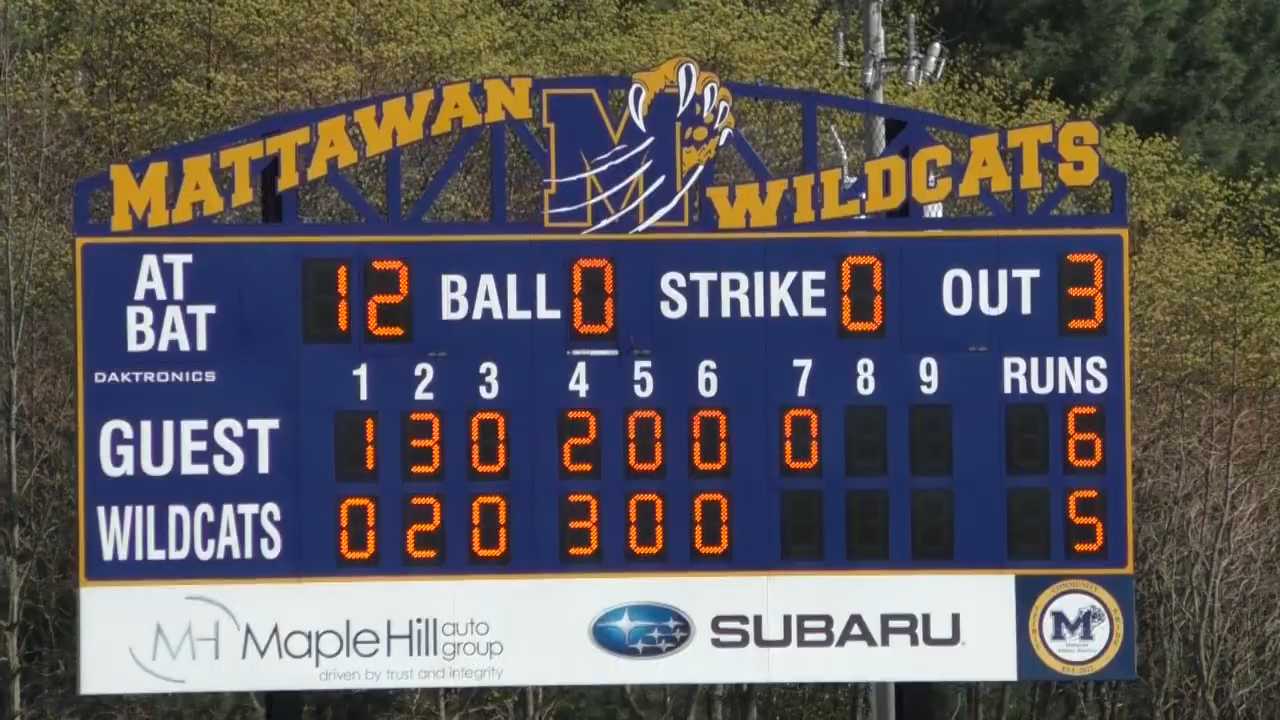 MATTAWAN M WILDCATS
AT BAT 12 BALL 0 STRIKE 0 OUT 3
DAKTRONICS
1 2 3 4 5 6 7 8 9 RUNS
GUEST 1 3 0 2 0 0 0 6
WILDCATS 0 2 0 3 0 0 5
MH Maple Hill auto group
driven by trust and integrity
SUBARU
COMMUNITY
M